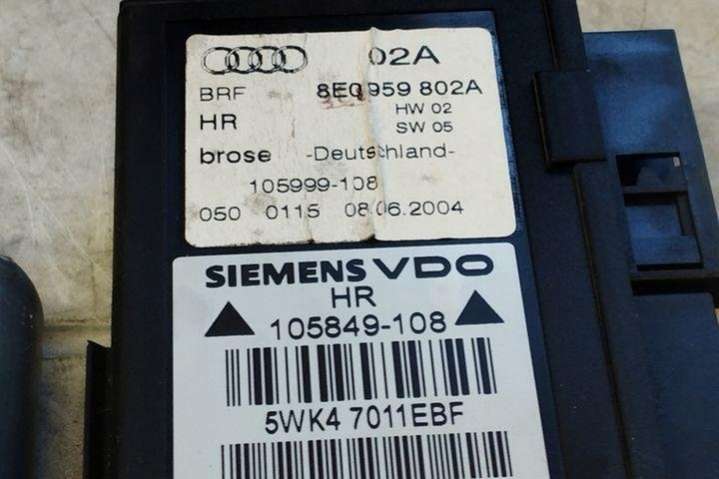 02A
BRF 8E0959 802A
HR HW 02
SW 05
brose -Deutschland-
105999-108
050 0115 08.06.2004
SIEMENS VDO
HR
105849-108
5WK4 7011EBF